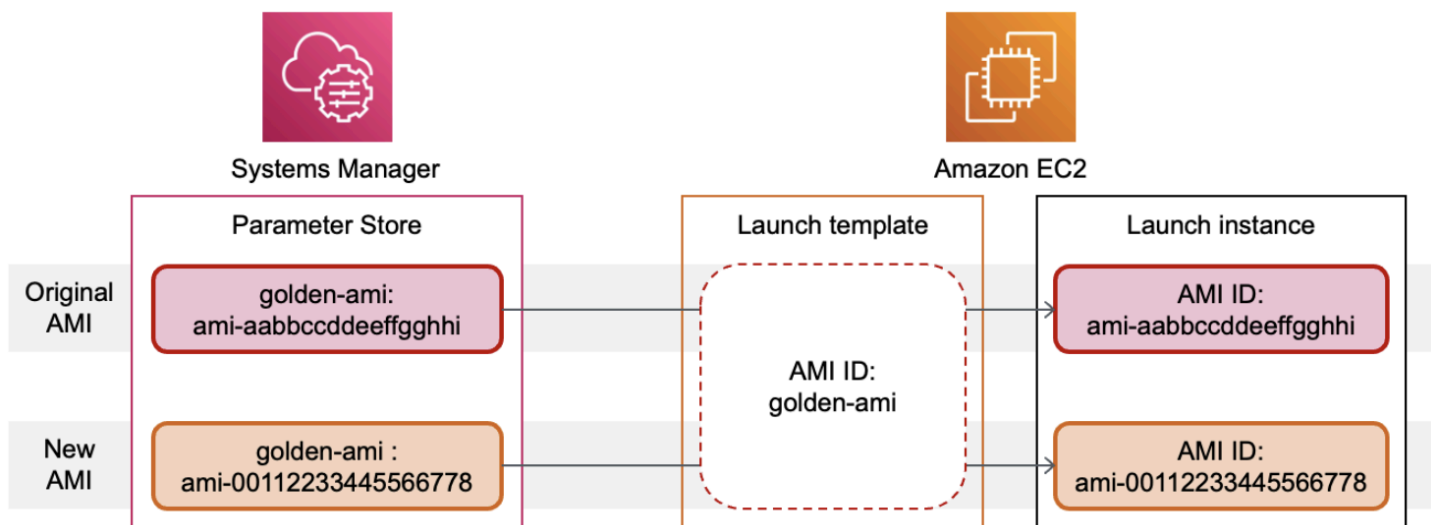 Systems Manager
Amazon EC2
Parameter Store
Launch template
Launch instance
Original
AMI
golden-ami:
ami-aabbccddeeffgghhi
AMI ID:
golden-ami
AMI ID:
ami-aabbccddeeffgghhi
New
AMI
golden-ami :
ami-00112233445566778
AMI ID:
ami-00112233445566778